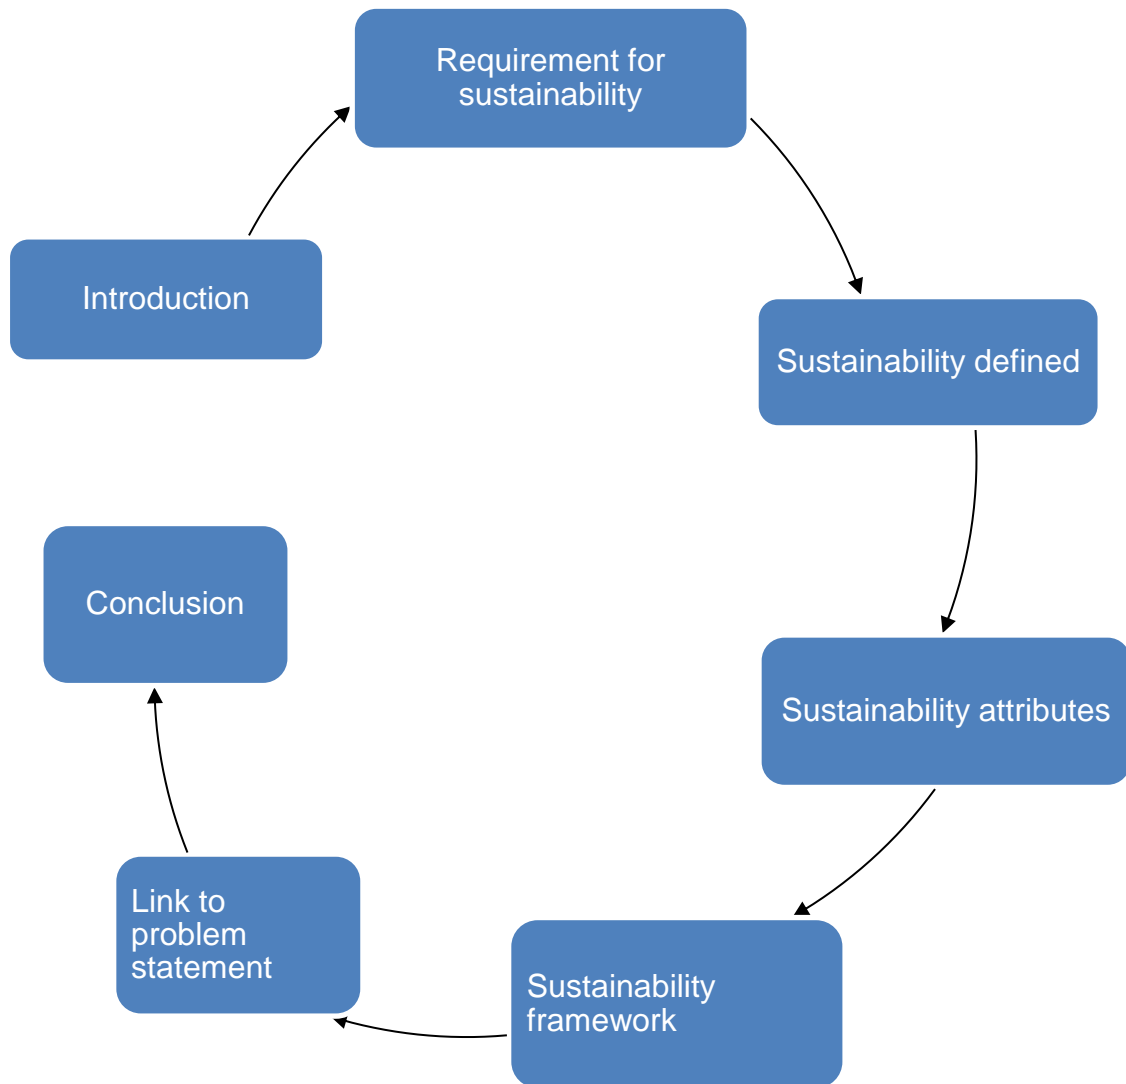 Requirement for
sustainability
Introduction
Sustainability defined
Conclusion
Sustainability attributes
Link to
problem
statement
Sustainability
framework